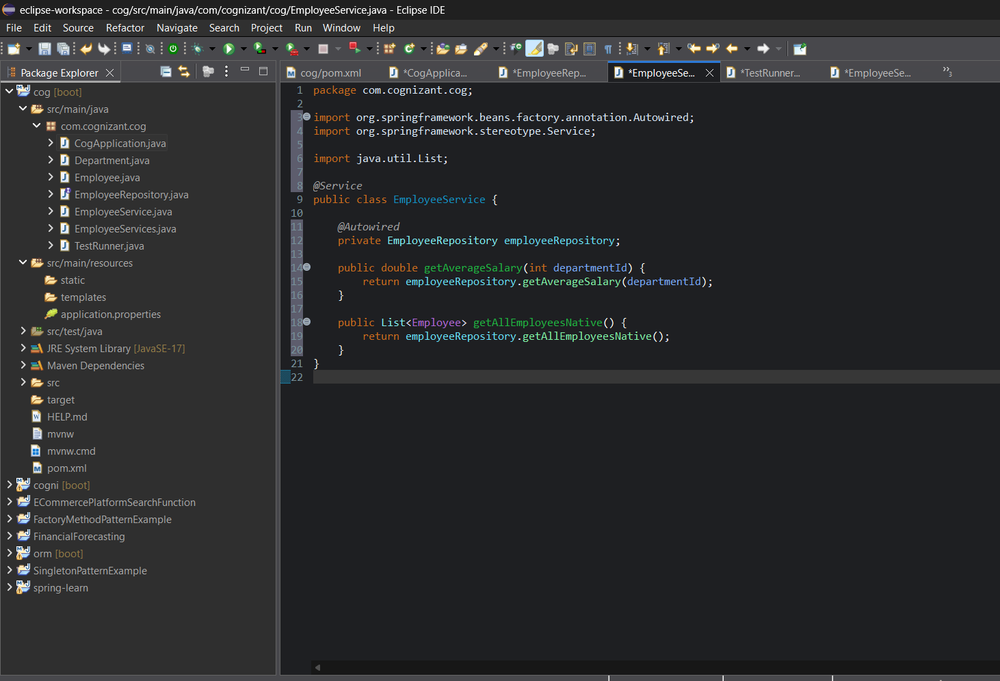 eclipse-workspace - cog/src/main/java/com/cognizant/cog/EmployeeService.java - Eclipse IDE
File Edit Source Refactor Navigate Search Project Run Window Help
Package Explorer
cog [boot]
src/main/java
com.cognizant.cog
CogApplication.java
Department.java
Employee.java
EmployeeRepository.java
EmployeeService.java
EmployeeServices.java
TestRunner.java
src/main/resources
static
templates
application.properties
src/test/java
JRE System Library [JavaSE-17]
Maven Dependencies
src
target
HELP.md
mvnw
mvnw.cmd
pom.xml
cogni [boot]
ECommercePlatformSearchFunction
FactoryMethodPatternExample
FinancialForecasting
orm [boot]
SingletonPatternExample
spring-learn
cog/pom.xml *CogApplica... *EmployeeRep... *EmployeeSe... *TestRunner... *EmployeeSe... »3
1 package com.cognizant.cog;
2
3 import org.springframework.beans.factory.annotation.Autowired;
4 import org.springframework.stereotype.Service;
5
6 import java.util.List;
7
8 @Service
9 public class EmployeeService {
10
11 @Autowired
12 private EmployeeRepository employeeRepository;
13
14 public double getAverageSalary(int departmentId) {
15 return employeeRepository.getAverageSalary(departmentId);
16 }
17
18 public List<Employee> getAllEmployeesNative() {
19 return employeeRepository.getAllEmployeesNative();
20 }
21 }
22